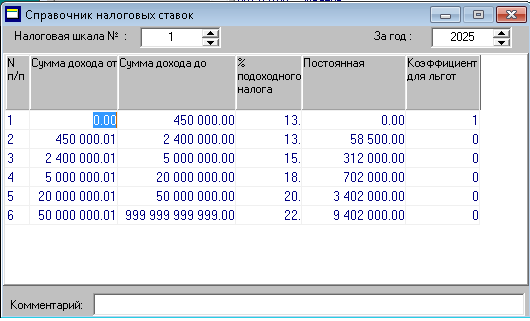 Справочник налоговых ставок
Налоговая шкала № : 1 За год : 2025
N п/п Сумма дохода от Сумма дохода до % подоходного налога Постоянная Коэффициент для льгот
1 0.00 450 000.00 13. 0.00 1
2 450 000.01 2 400 000.00 13. 58 500.00 0
3 2 400 000.01 5 000 000.00 15. 312 000.00 0
4 5 000 000.01 20 000 000.00 18. 702 000.00 0
5 20 000 000.01 50 000 000.00 20. 3 402 000.00 0
6 50 000 000.01 999 999 999 999.00 22. 9 402 000.00 0
Комментарий: